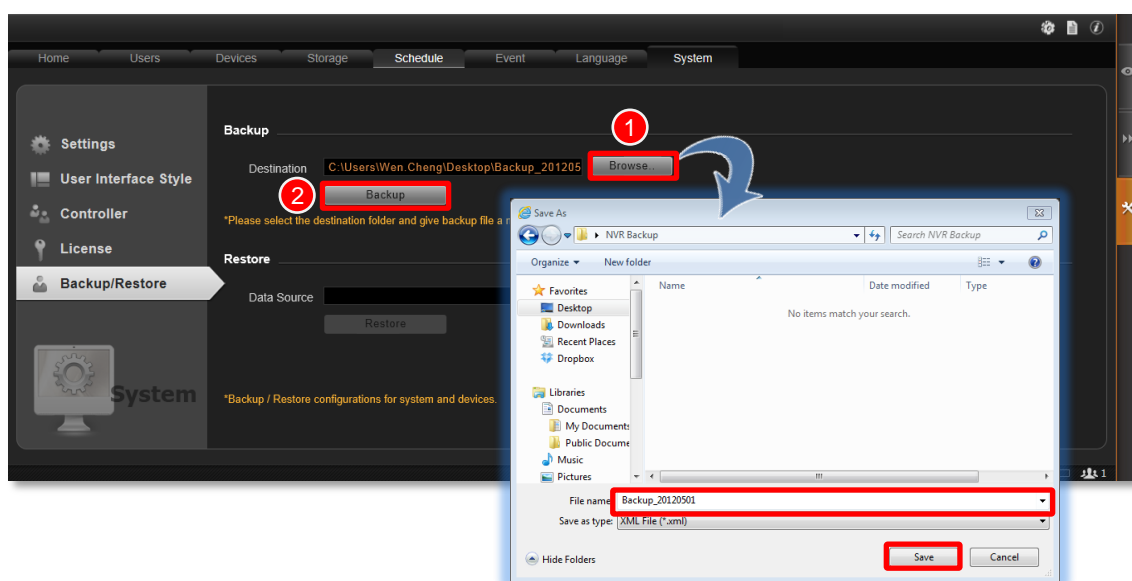 Home Users Devices Storage Schedule Event Language System
Settings
User Interface Style
Controller
License
Backup/Restore
System
Backup
1
Destination C:\Users\Wen.Cheng\Desktop\Backup_201205 Browse..
2
Backup
*Please select the destination folder and give backup file a
Restore
Data Source
Restore
*Backup / Restore configurations for system and devices.
1
Save As
NVR Backup Search NVR Backup
Organize New folder
Favorites
Desktop
Downloads
Recent Places
Dropbox
Libraries
Documents
My Documents
Public Docume
Music
Pictures
Name Date modified Type
No items match your search.
File name: Backup_20120501
Save as type: XML File (*.xml)
Hide Folders Save Cancel